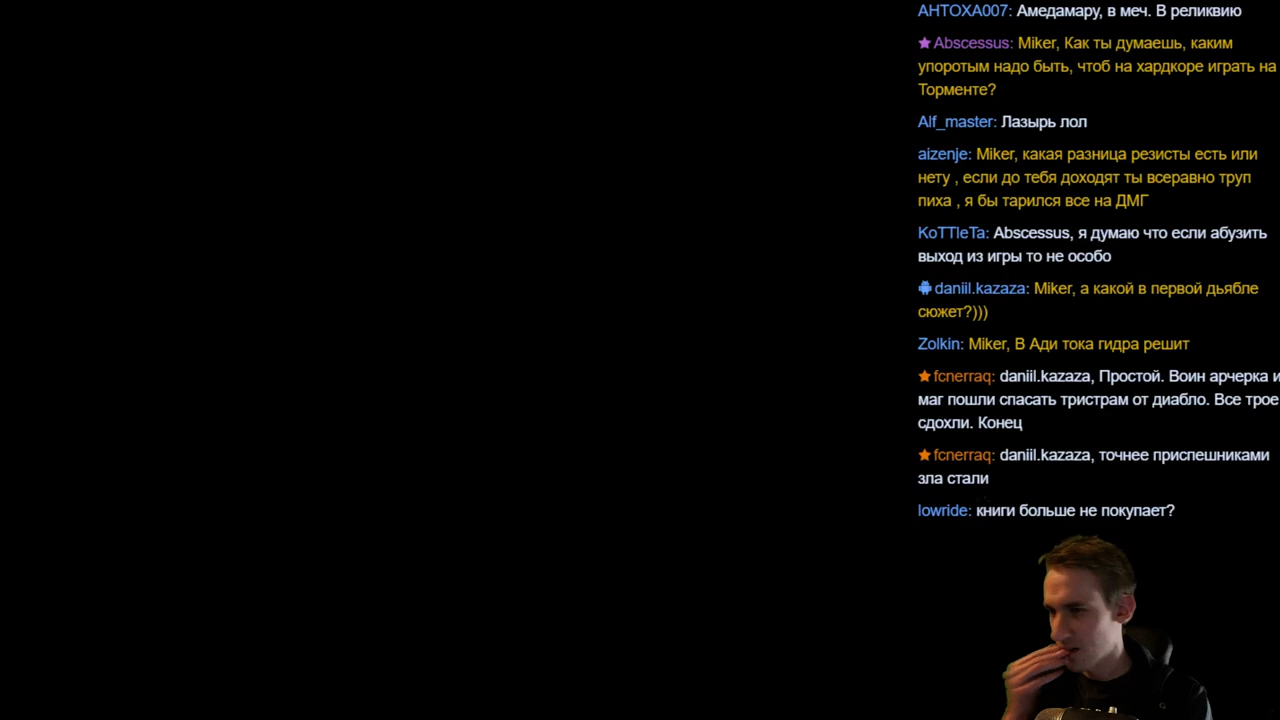 AHTOXA007: Амедамару, в меч. В реликвию
Abscessus: Miker, Как ты думаешь, каким
упоротым надо быть, чтоб на хардкоре играть на
Торменте?
Alf_master: Лазырь лол
aizenje: Miker, какая разница резисты есть или
нету , если до тебя доходят ты всеравно труп
пиха , я бы тарился все на ДМГ
KoTTleTa: Abscessus, я думаю что если абузить
выход из игры то не особо
daniil.kazaza: Miker, а какой в первой дьябле
сюжет?)))
Zolkin: Miker, В Ади тока гидра решит
fcnerraq: daniil.kazaza, Простой. Воин арчерка и
маг пошли спасать тристрам от диабло. Все трое
сдохли. Конец
fcnerraq: daniil.kazaza, точнее приспешниками
зла стали
lowride: книги больше не покупает?